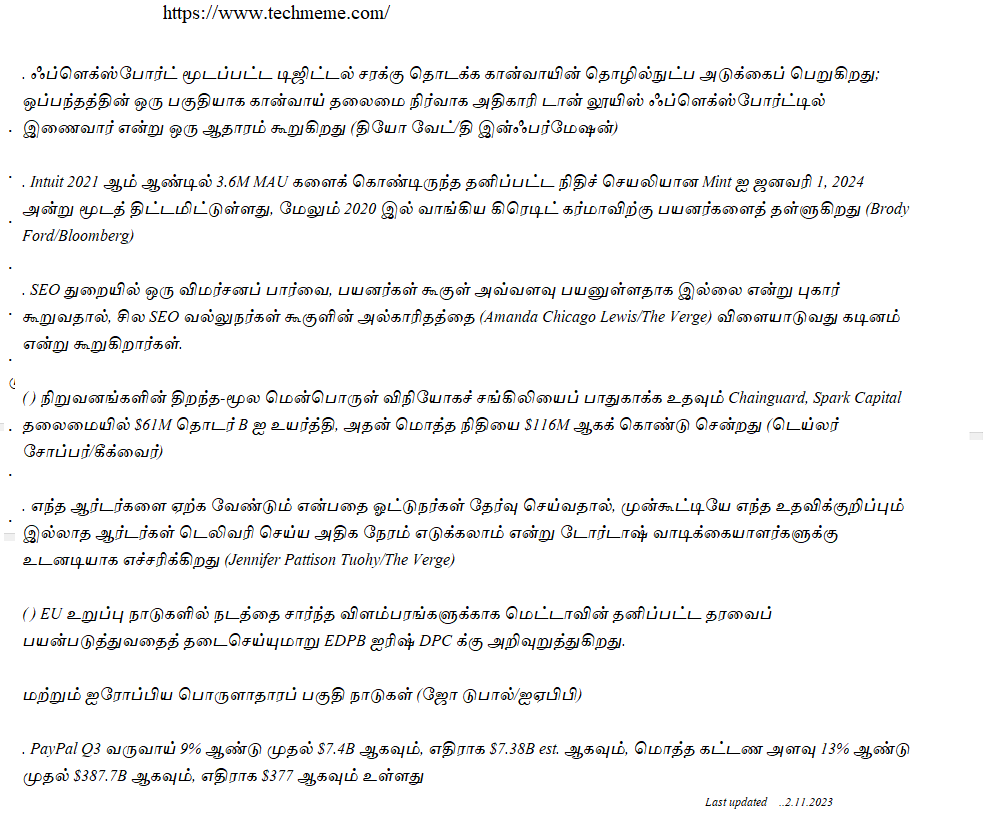 https://www.techmeme.com/
. ஃப்ளெக்ஸ்போர்ட் மூடப்பட்ட டிஜிட்டல் சரக்கு தொடக்க கான்வாயின் தொழில்நுட்ப அடுக்கைப் பெறுகிறது;
ஒப்பந்தத்தின் ஒரு பகுதியாக கான்வாய் தலைமை நிர்வாக அதிகாரி டான் லூயிஸ் ஃப்ளெக்ஸ்போர்ட்டில்
இணைவார் என்று ஒரு ஆதாரம் கூறுகிறது (தியோ வேட்/தி இன்ஃபர்மேஷன்)
. Intuit 2021 ஆம் ஆண்டில் 3.6M MAU களைக் கொண்டிருந்த தனிப்பட்ட நிதிச் செயலியான Mint ஐ ஜனவரி 1, 2024
அன்று மூடத் திட்டமிட்டுள்ளது, மேலும் 2020 இல் வாங்கிய கிரெடிட் கர்மாவிற்கு பயனர்களைத் தள்ளுகிறது (Brody
Ford/Bloomberg)
. SEO துறையில் ஒரு விமர்சனப் பார்வை, பயனர்கள் கூகுள் அவ்வளவு பயனுள்ளதாக இல்லை என்று புகார்
கூறுவதால், சில SEO வல்லுநர்கள் கூகுளின் அல்காரிதத்தை (Amanda Chicago Lewis/The Verge) விளையாடுவது கடினம்
என்று கூறுகிறார்கள்.
( ) நிறுவனங்களின் திறந்த-மூல மென்பொருள் விநியோகச் சங்கிலியைப் பாதுகாக்க உதவும் Chainguard, Spark Capital
தலைமையில் $61M தொடர் B ஐ உயர்த்தி, அதன் மொத்த நிதியை $116M ஆகக் கொண்டு சென்றது (டெய்லர்
சோப்பர்/கீக்வைர்)
. எந்த ஆர்டர்களை ஏற்க வேண்டும் என்பதை ஓட்டுநர்கள் தேர்வு செய்வதால், முன்கூட்டியே எந்த உதவிக்குறிப்பும்
இல்லாத ஆர்டர்கள் டெலிவரி செய்ய அதிக நேரம் எடுக்கலாம் என்று டோர்டாஷ் வாடிக்கையாளர்களுக்கு
உடனடியாக எச்சரிக்கிறது (Jennifer Pattison Tuohy/The Verge)
( ) EU உறுப்பு நாடுகளில் நடத்தை சார்ந்த விளம்பரங்களுக்காக மெட்டாவின் தனிப்பட்ட தரவைப்
பயன்படுத்துவதைத் தடைசெய்யுமாறு EDPB ஐரிஷ் DPC க்கு அறிவுறுத்துகிறது.
மற்றும் ஐரோப்பிய பொருளாதாரப் பகுதி நாடுகள் (ஜோ டுபால்/ஐஏபிபி)
. PayPal Q3 வருவாய் 9% ஆண்டு முதல் $7.4B ஆகவும், எதிராக $7.38B est. ஆகவும், மொத்த கட்டண அளவு 13% ஆண்டு
முதல் $387.7B ஆகவும், எதிராக $377 ஆகவும் உள்ளது
Last updated ..2.11.2023